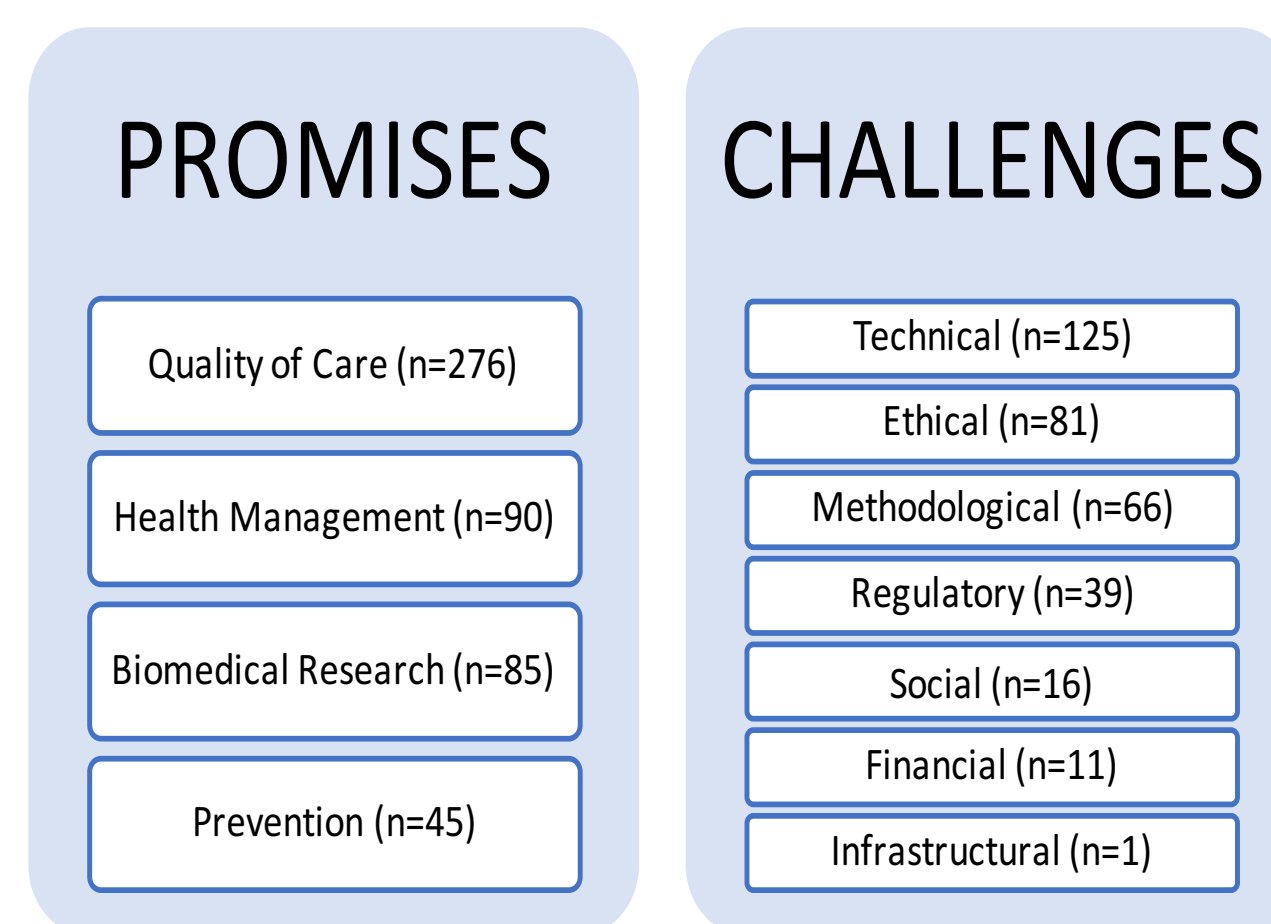 PROMISES
Quality of Care (n=276)
Health Management (n=90)
Biomedical Research (n=85)
Prevention (n=45)
CHALLENGES
Technical (n=125)
Ethical (n=81)
Methodological (n=66)
Regulatory (n=39)
Social (n=16)
Financial (n=11)
Infrastructural (n=1)